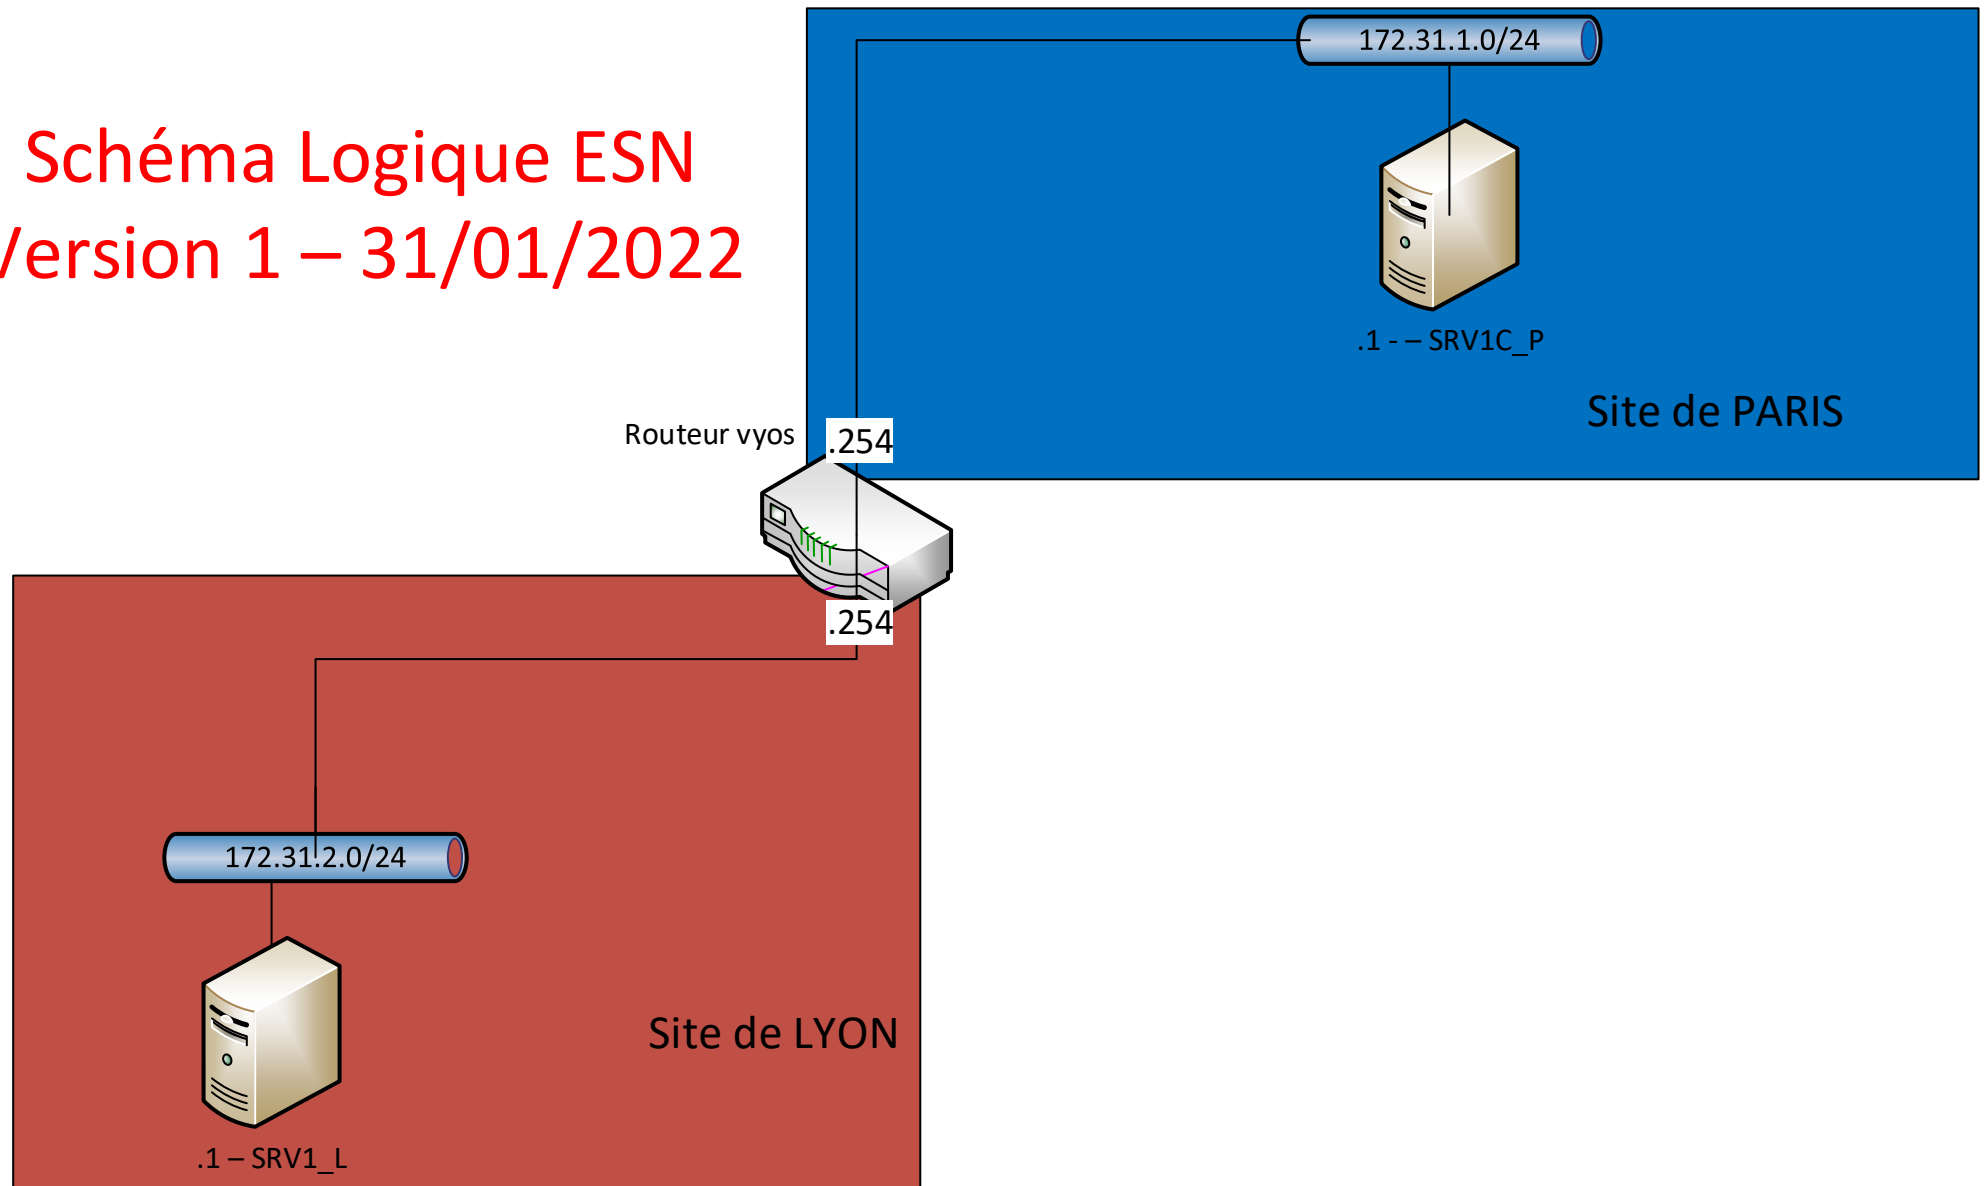 Schéma Logique ESN
Version 1 – 31/01/2022
172.31.1.0/24
.1 - – SRV1C_P
Site de PARIS
Routeur vyos
.254
.254
172.31.2.0/24
Site de LYON
.1 – SRV1_L